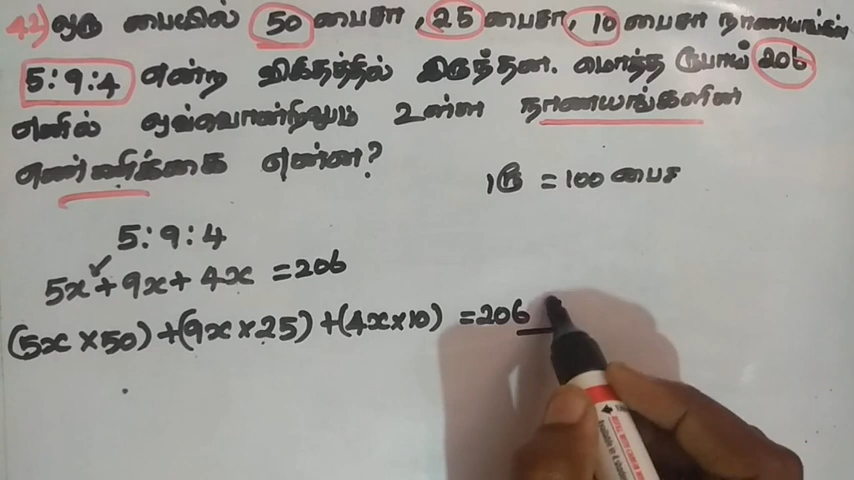 42) ஒரு பையில் 50 பைசா, 25 பைசா, 10 பைசா நாணயங்கள்
5:9:4 என்ற விகிதத்தில் இருந்தன. மொத்த ரூபாய் 206
எனில் ஒவ்வொன்றிலும் உள்ள நாணயங்களின்
எண்ணிக்கை என்ன?
1ரூ = 100 பைச
5:9:4
5x + 9x + 4x = 206
(5x × 50) + (9x × 25) + (4x × 10) = 206